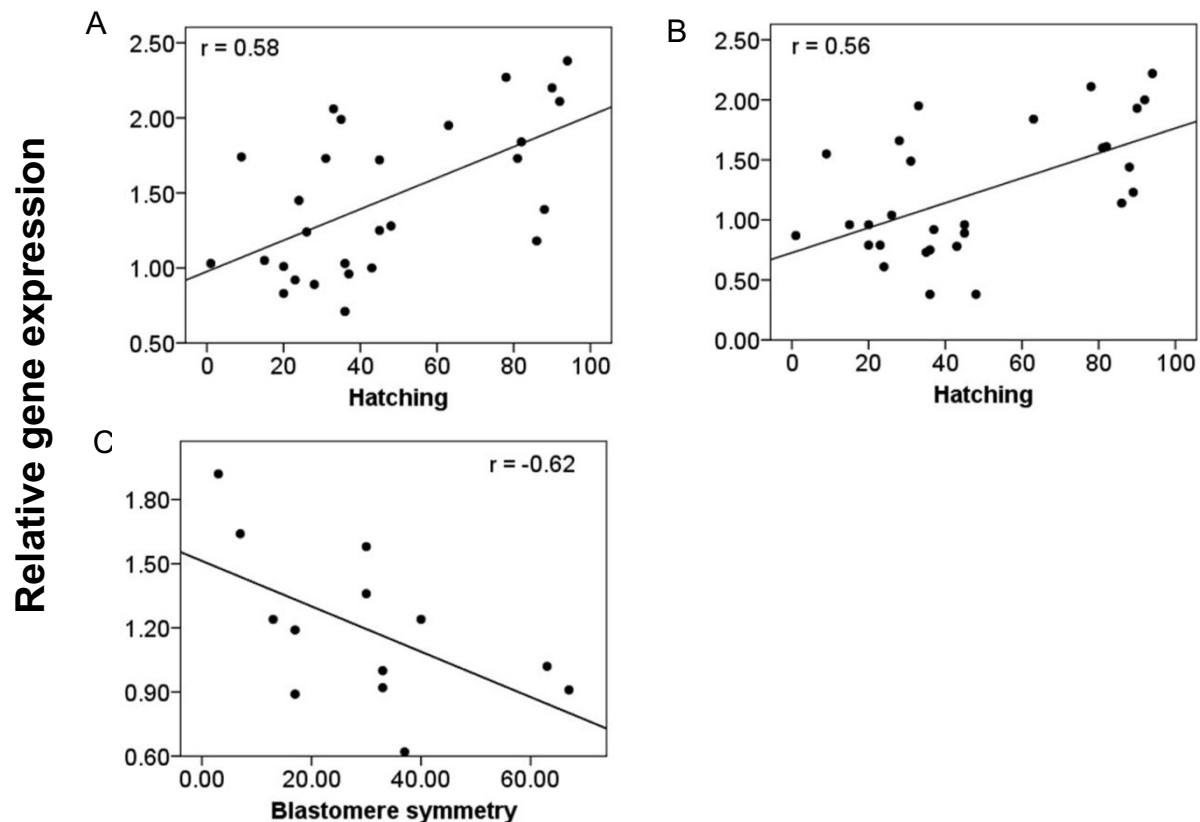 Relative gene expression
A
r = 0.58
2.50
2.00
1.50
1.00
0.50
0 20 40 60 80 100
Hatching
B
r = 0.56
2.50
2.00
1.50
1.00
0.50
0.00
0 20 40 60 80 100
Hatching
C
r = -0.62
1.80
1.50
1.20
0.90
0.60
0.00 20.00 40.00 60.00
Blastomere symmetry